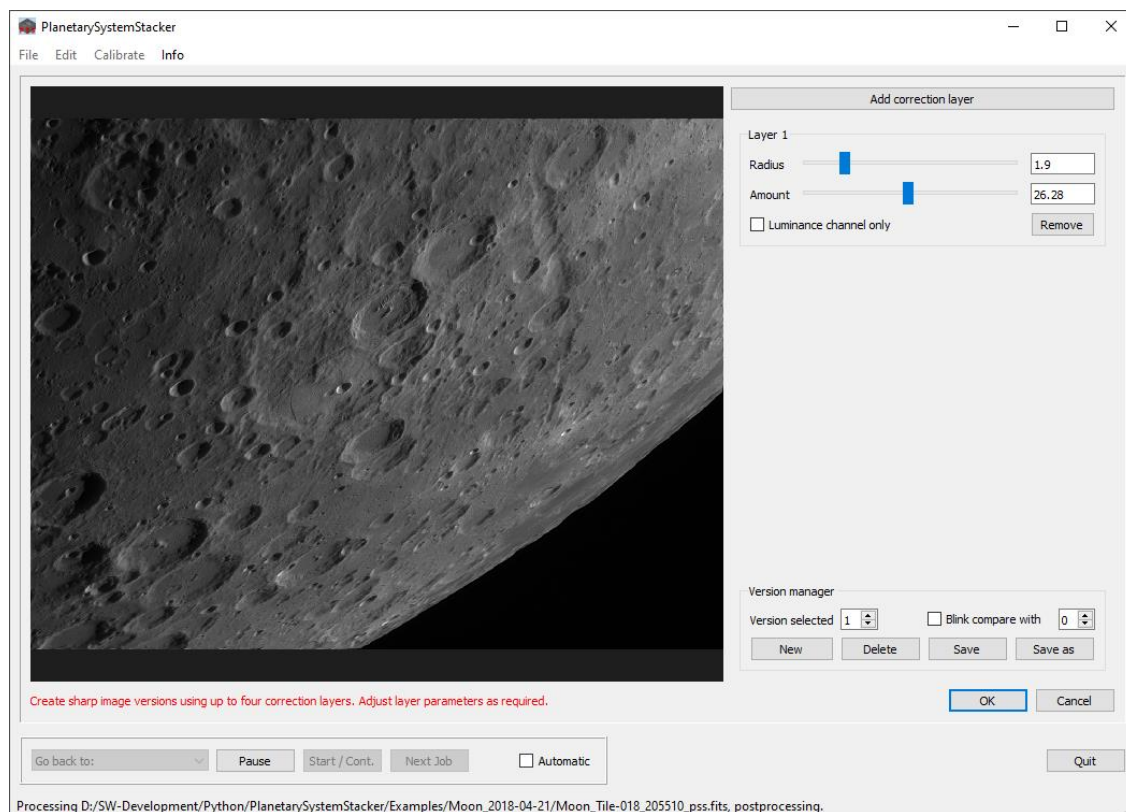 PlanetarySystemStacker
File Edit Calibrate Info
Add correction layer
Layer 1
Radius 1.9
Amount 26.28
Luminance channel only Remove
Version manager
Version selected 1 Blink compare with 0
New Delete Save Save as
Create sharp image versions using up to four correction layers. Adjust layer parameters as required.
OK Cancel
Go back to: Pause Start / Cont. Next Job Automatic Quit
Processing D:/SW-Development/Python/PlanetarySystemStacker/Examples/Moon_2018-04-21/Moon_Tile-018_205510_pss.fits, postprocessing.